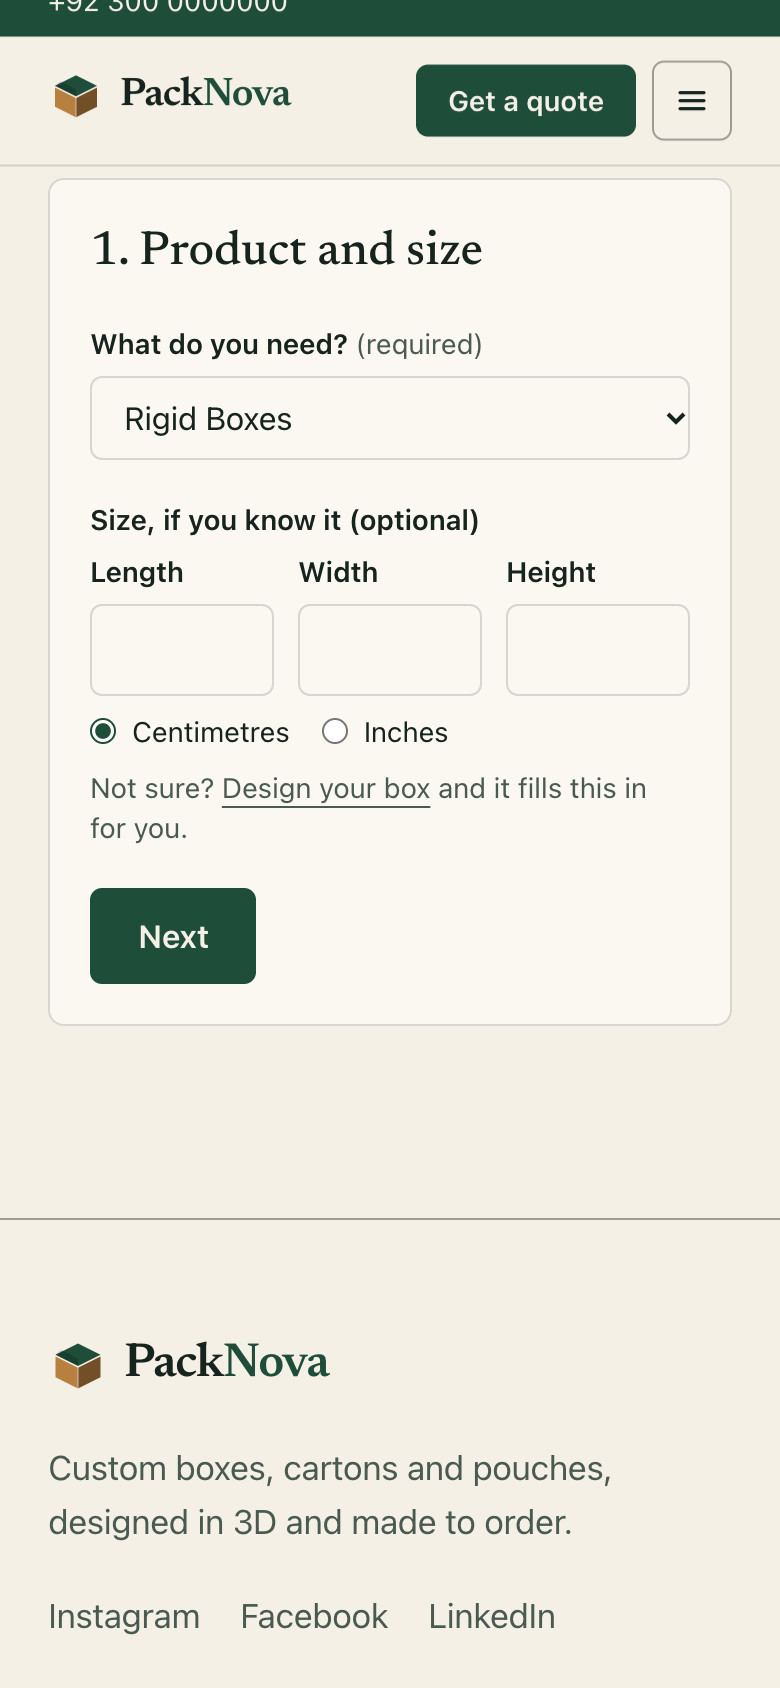 +92 300 0000000
PackNova
Get a quote
1. Product and size
What do you need? (required)
Rigid Boxes
Size, if you know it (optional)
Length Width Height
Centimetres Inches
Not sure? Design your box and it fills this in
for you.
Next
PackNova
Custom boxes, cartons and pouches,
designed in 3D and made to order.
Instagram Facebook LinkedIn